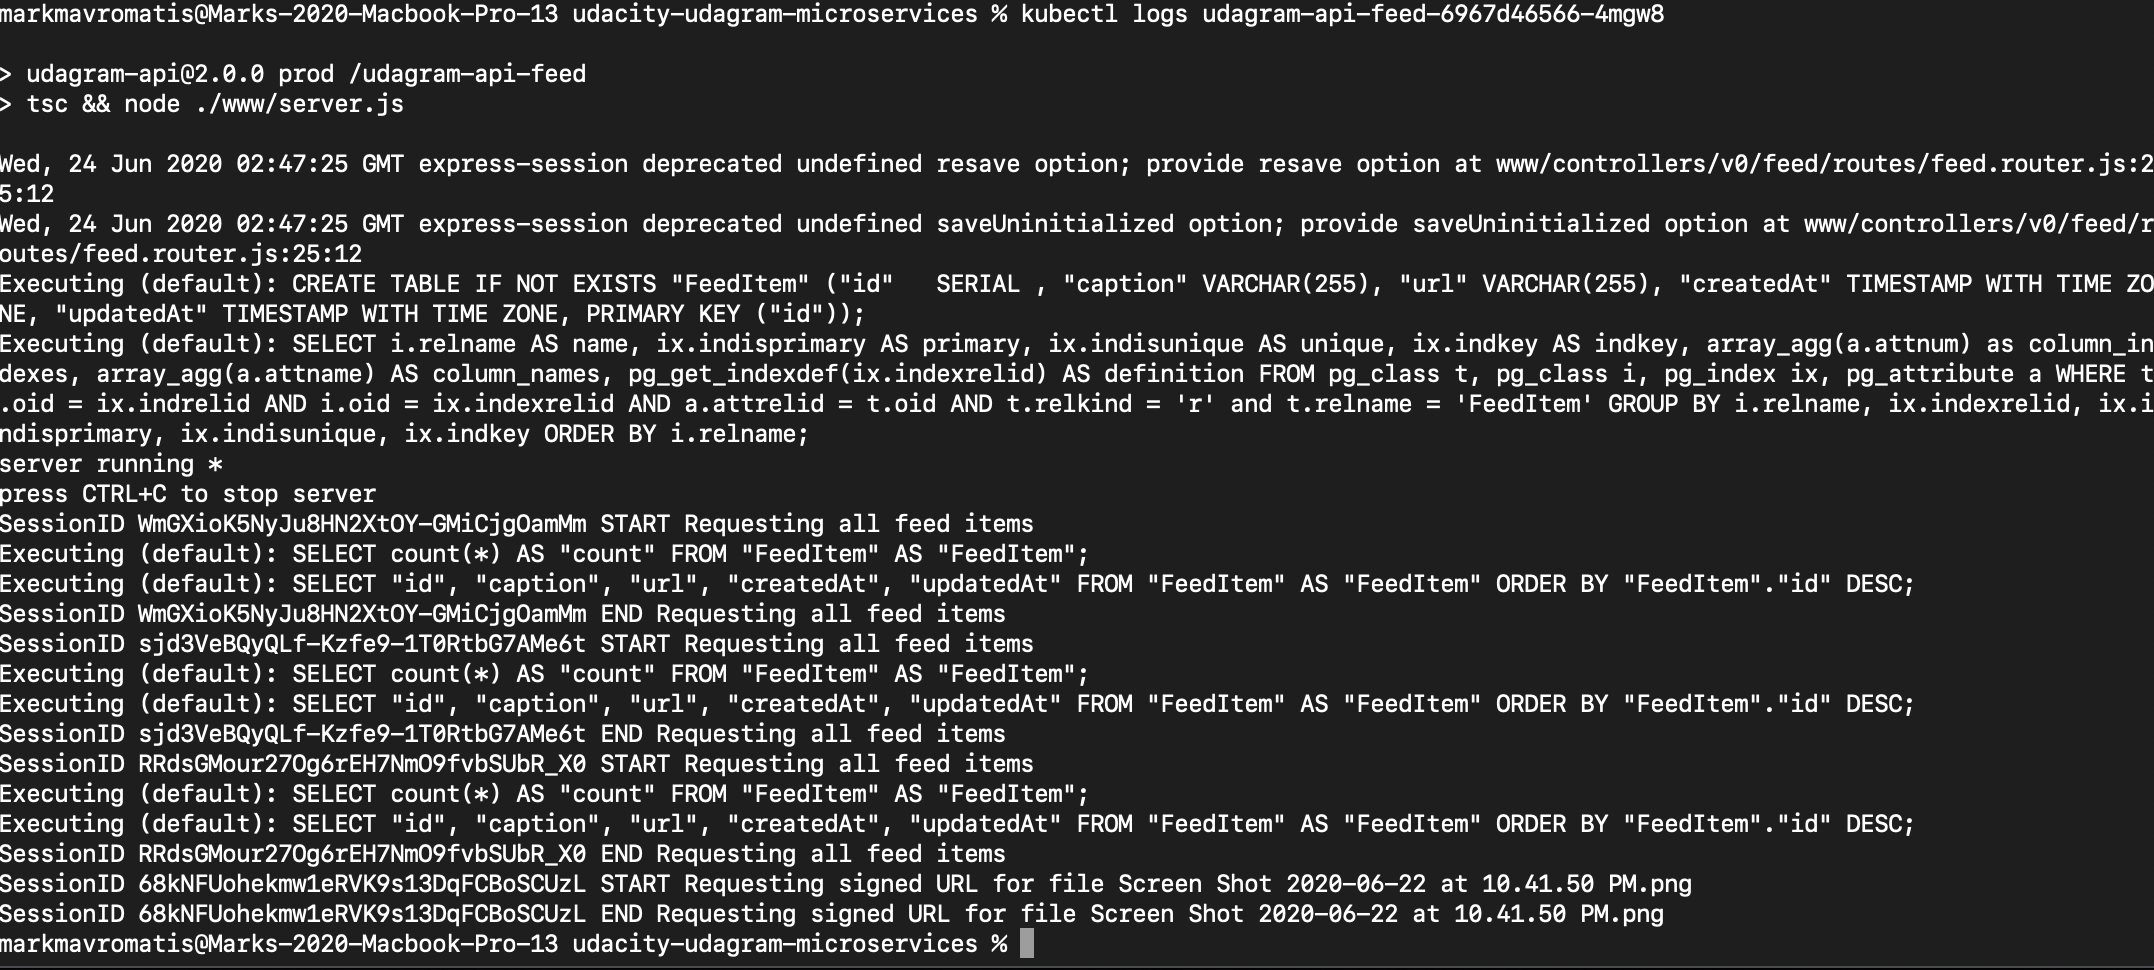 markmavromatis@Marks-2020-Macbook-Pro-13 udacity-udagram-microservices % kubectl logs udagram-api-feed-6967d46566-4mgw8
> udagram-api@2.0.0 prod /udagram-api-feed
> tsc && node ./www/server.js
Wed, 24 Jun 2020 02:47:25 GMT express-session deprecated undefined resave option; provide resave option at www/controllers/v0/feed/routes/feed.router.js:2
5:12
Wed, 24 Jun 2020 02:47:25 GMT express-session deprecated undefined saveUninitialized option; provide saveUninitialized option at www/controllers/v0/feed/r
outes/feed.router.js:25:12
Executing (default): CREATE TABLE IF NOT EXISTS "FeedItem" ("id"   SERIAL , "caption" VARCHAR(255), "url" VARCHAR(255), "createdAt" TIMESTAMP WITH TIME ZO
NE, "updatedAt" TIMESTAMP WITH TIME ZONE, PRIMARY KEY ("id"));
Executing (default): SELECT i.relname AS name, ix.indisprimary AS primary, ix.indisunique AS unique, ix.indkey AS indkey, array_agg(a.attnum) as column_in
dexes, array_agg(a.attname) AS column_names, pg_get_indexdef(ix.indexrelid) AS definition FROM pg_class t, pg_class i, pg_index ix, pg_attribute a WHERE t
.oid = ix.indrelid AND i.oid = ix.indexrelid AND a.attrelid = t.oid AND t.relkind = 'r' and t.relname = 'FeedItem' GROUP BY i.relname, ix.indexrelid, ix.i
ndisprimary, ix.indisunique, ix.indkey ORDER BY i.relname;
server running *
press CTRL+C to stop server
SessionID WmGXioK5NyJu8HN2XtOY-GMiCjgOamMm START Requesting all feed items
Executing (default): SELECT count(*) AS "count" FROM "FeedItem" AS "FeedItem";
Executing (default): SELECT "id", "caption", "url", "createdAt", "updatedAt" FROM "FeedItem" AS "FeedItem" ORDER BY "FeedItem"."id" DESC;
SessionID WmGXioK5NyJu8HN2XtOY-GMiCjgOamMm END Requesting all feed items
SessionID sjd3VeBQyQLf-Kzfe9-1T0RtbG7AMe6t START Requesting all feed items
Executing (default): SELECT count(*) AS "count" FROM "FeedItem" AS "FeedItem";
Executing (default): SELECT "id", "caption", "url", "createdAt", "updatedAt" FROM "FeedItem" AS "FeedItem" ORDER BY "FeedItem"."id" DESC;
SessionID sjd3VeBQyQLf-Kzfe9-1T0RtbG7AMe6t END Requesting all feed items
SessionID RRdsGMour27Og6rEH7NmO9fvbSUbR_X0 START Requesting all feed items
Executing (default): SELECT count(*) AS "count" FROM "FeedItem" AS "FeedItem";
Executing (default): SELECT "id", "caption", "url", "createdAt", "updatedAt" FROM "FeedItem" AS "FeedItem" ORDER BY "FeedItem"."id" DESC;
SessionID RRdsGMour27Og6rEH7NmO9fvbSUbR_X0 END Requesting all feed items
SessionID 68kNFUohekmw1eRVK9s13DqFCBoSCUzL START Requesting signed URL for file Screen Shot 2020-06-22 at 10.41.50 PM.png
SessionID 68kNFUohekmw1eRVK9s13DqFCBoSCUzL END Requesting signed URL for file Screen Shot 2020-06-22 at 10.41.50 PM.png
markmavromatis@Marks-2020-Macbook-Pro-13 udacity-udagram-microservices %